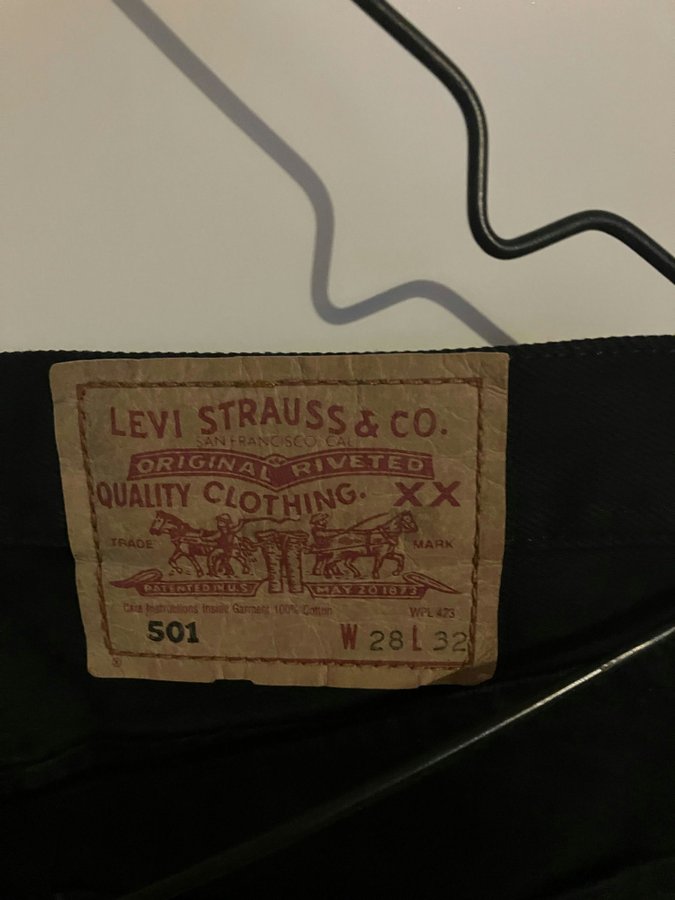 LEVI STRAUSS & CO.
SAN FRANCISCO, CAL.
ORIGINAL RIVETED
QUALITY CLOTHING. XX
TRADE MARK
PATENTED IN U.S. MAY 20 1873
Care Instructions Inside Garment 100% Cotton WPL 423
501 W 28 L 32
®